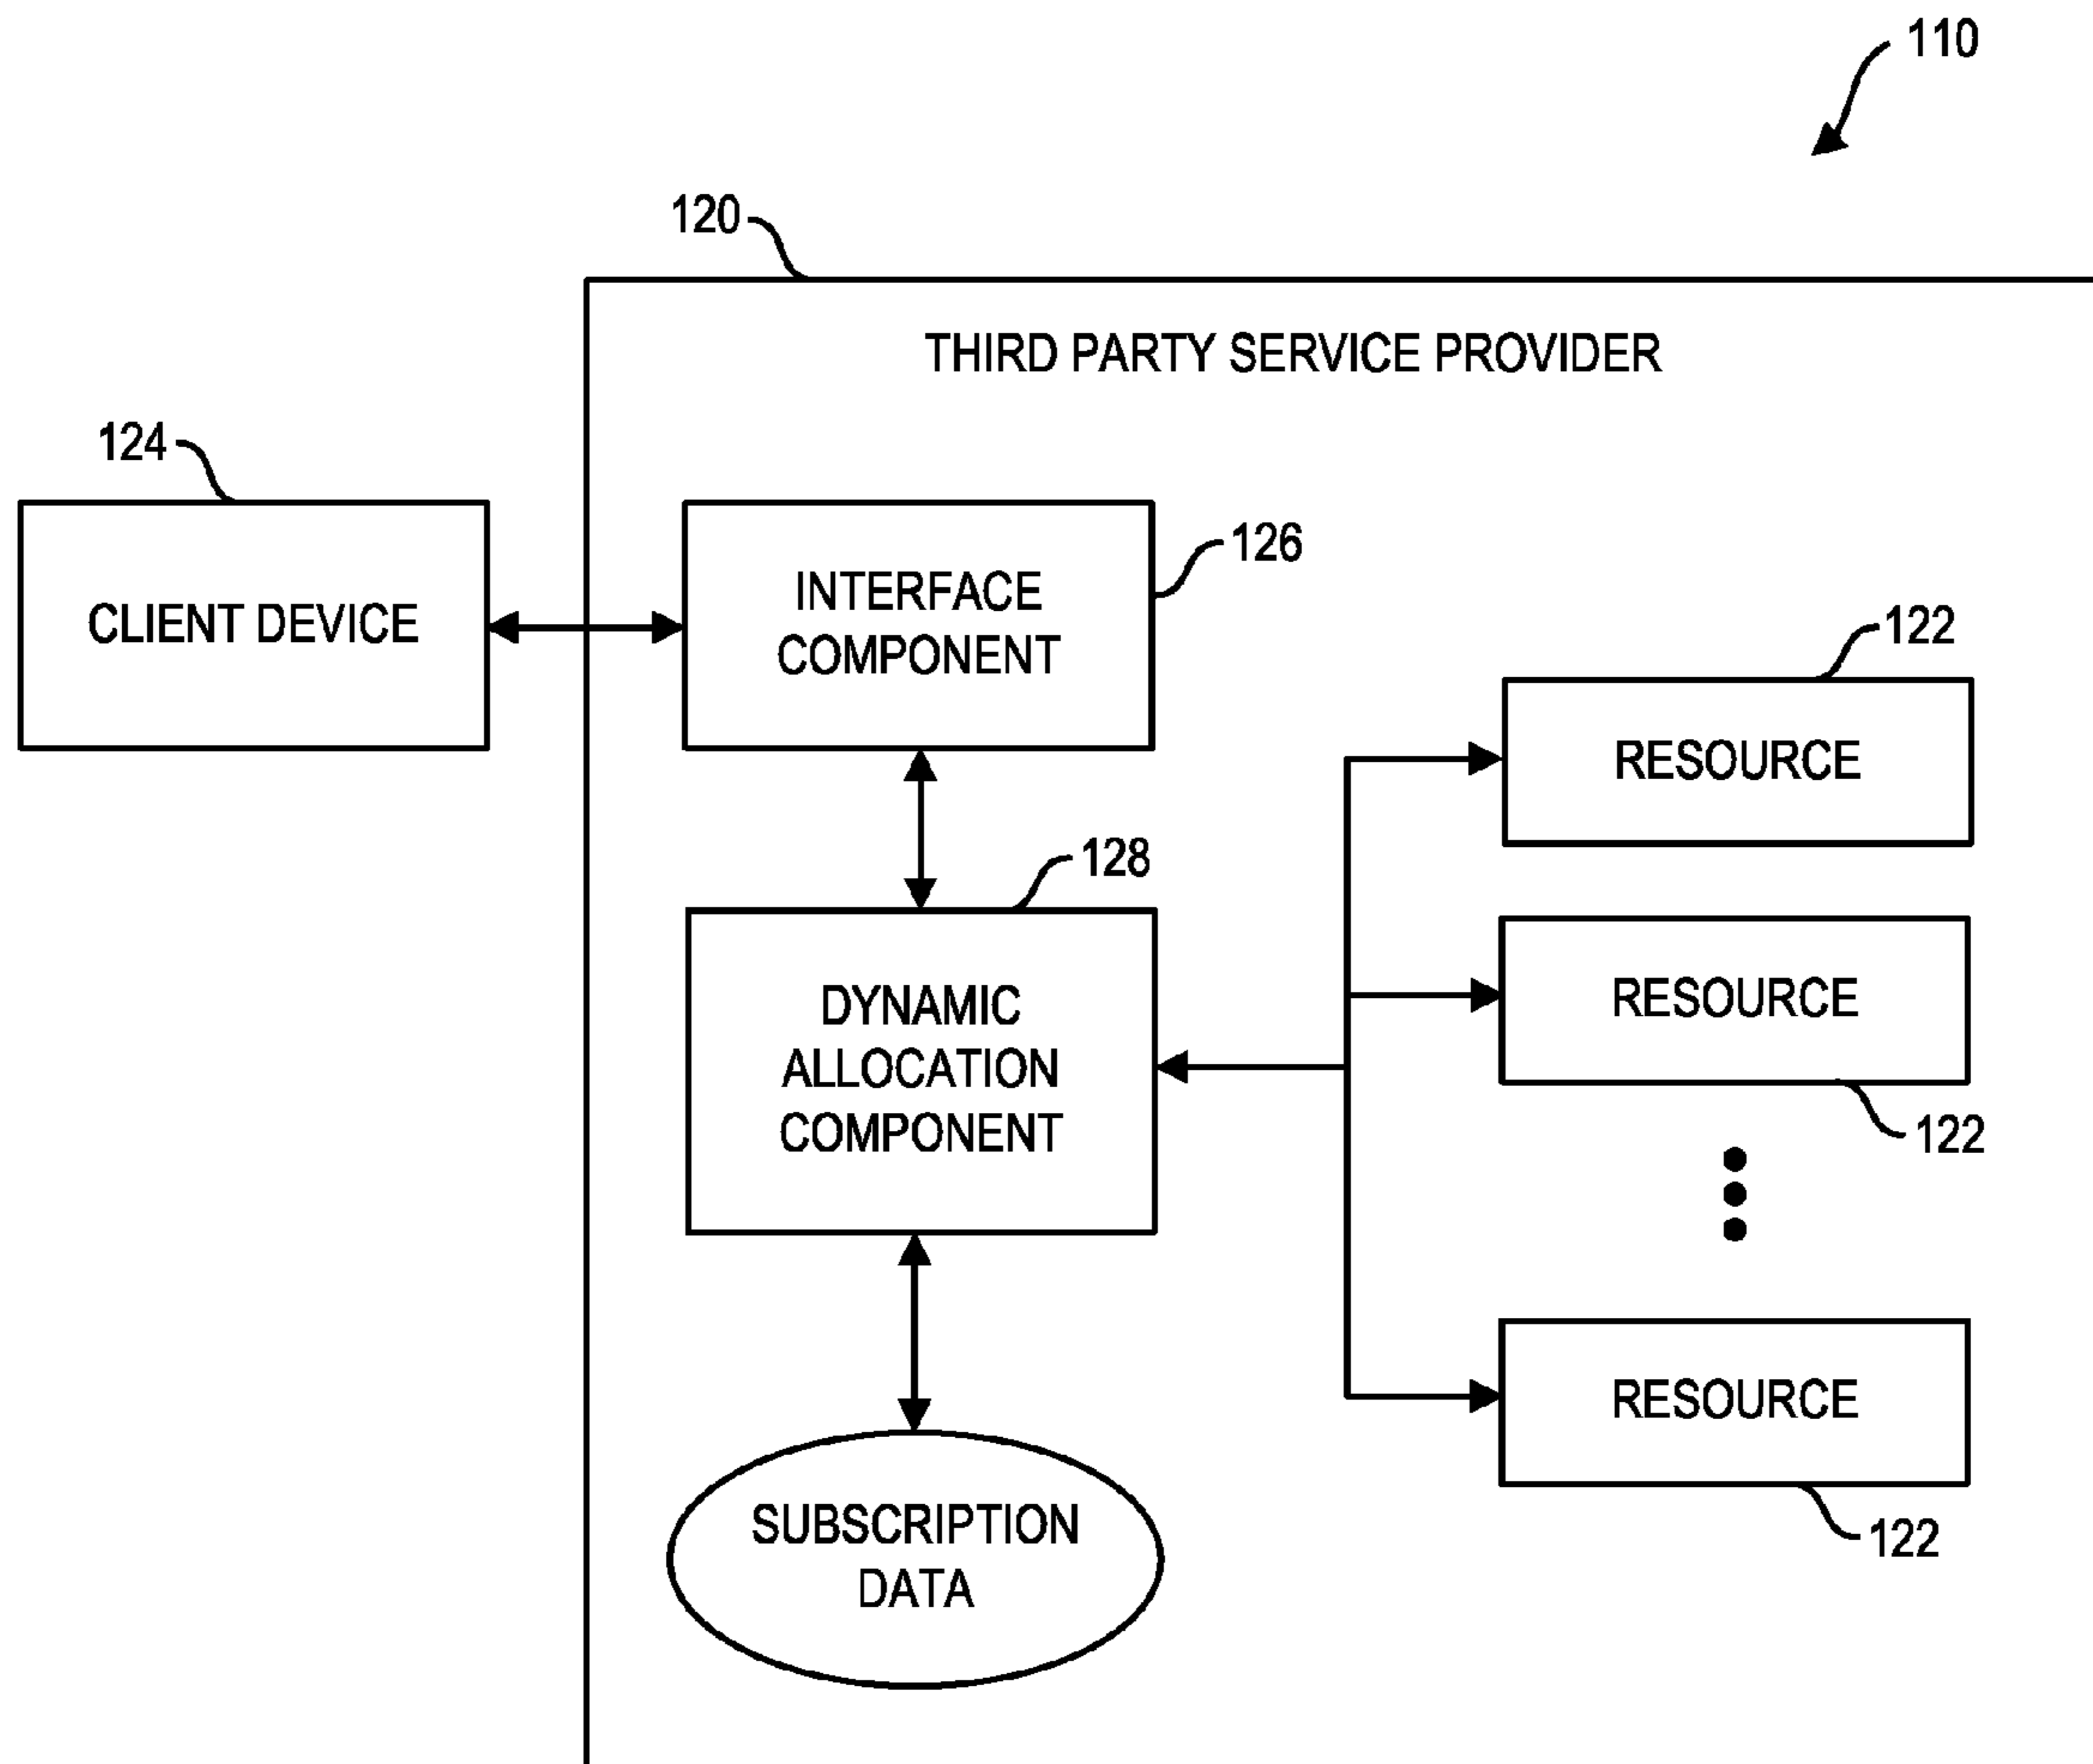 110
120
THIRD PARTY SERVICE PROVIDER
124
CLIENT DEVICE
INTERFACE
COMPONENT
126
122
RESOURCE
128
DYNAMIC
ALLOCATION
COMPONENT
RESOURCE
122
RESOURCE
122
SUBSCRIPTION
DATA